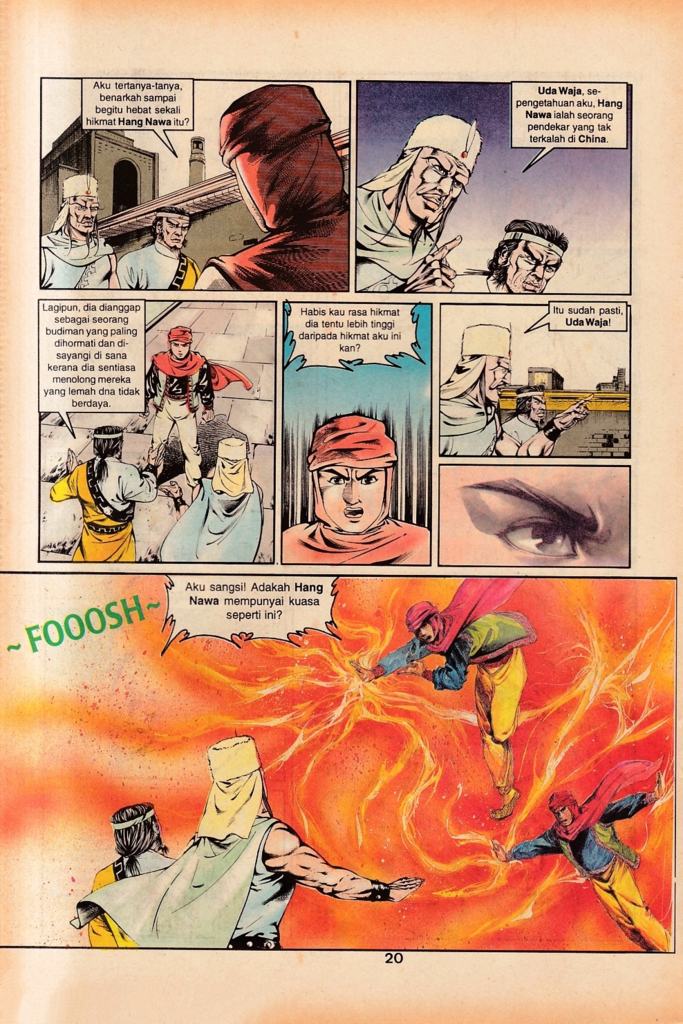 Aku tertanya-tanya,
benarkah sampai
begitu hebat sekali
hikmat Hang Nawa itu?
Uda Waja, se-
pengetahuan aku, Hang
Nawa ialah seorang
pendekar yang tak
terkalah di China.
Lagipun, dia dianggap
sebagai seorang
budiman yang paling
dihormati dan di-
sayangi di sana
kerana dia sentiasa
menolong mereka
yang lemah dna tidak
berdaya.
Habis kau rasa hikmat
dia tentu lebih tinggi
daripada hikmat aku ini
kan?
Itu sudah pasti,
Uda Waja!
~FOOOSH~
Aku sangsi! Adakah Hang
Nawa mempunyai kuasa
seperti ini?
20